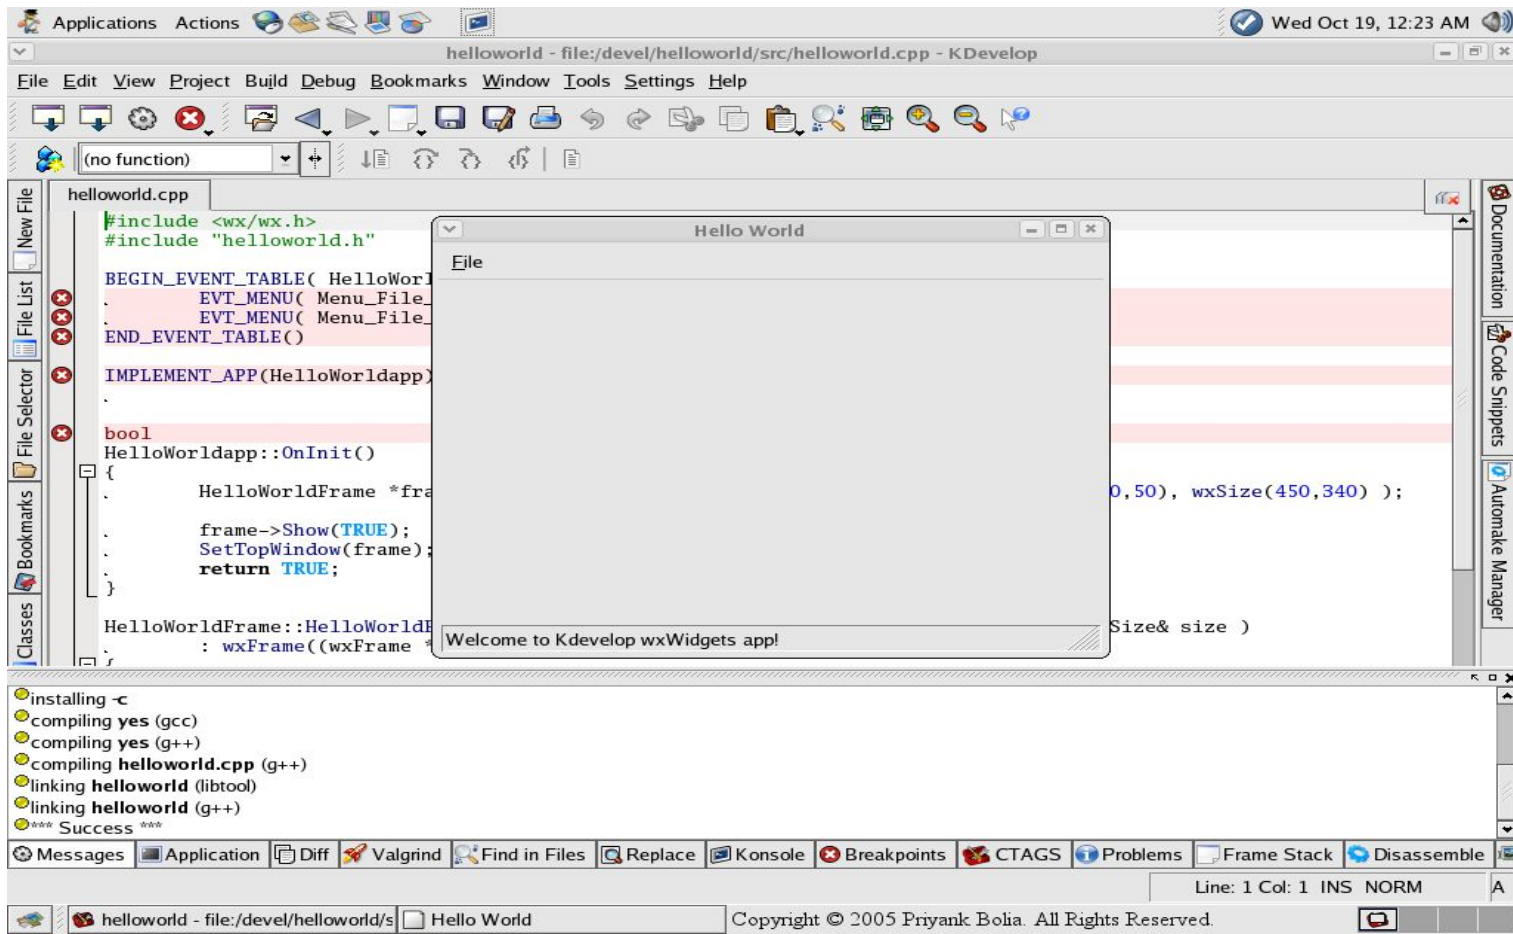 Applications Actions Wed Oct 19, 12:23 AM
helloworld - file:/devel/helloworld/src/helloworld.cpp - KDevelop
File Edit View Project Build Debug Bookmarks Window Tools Settings Help
(no function)
helloworld.cpp
New File
File List
File Selector
Bookmarks
Classes
#include <wx/wx.h>
#include "helloworld.h"
BEGIN_EVENT_TABLE( HelloWorl
EVT_MENU( Menu_File_
EVT_MENU( Menu_File_
END_EVENT_TABLE()
IMPLEMENT_APP(HelloWorldapp)
bool
HelloWorldapp::OnInit()
{
HelloWorldFrame *fra 0,50), wxSize(450,340) );
frame->Show(TRUE);
SetTopWindow(frame);
return TRUE;
}
HelloWorldFrame::HelloWorldF Size& size )
: wxFrame((wxFrame *
{
Hello World
File
Welcome to Kdevelop wxWidgets app!
Documentation
Code Snippets
Automake Manager
installing -c
compiling yes (gcc)
compiling yes (g++)
compiling helloworld.cpp (g++)
linking helloworld (libtool)
linking helloworld (g++)
*** Success ***
Messages Application Diff Valgrind Find in Files Replace Konsole Breakpoints CTAGS Problems Frame Stack Disassemble
Line: 1 Col: 1 INS NORM A
helloworld - file:/devel/helloworld/s Hello World Copyright © 2005 Priyank Bolia. All Rights Reserved.